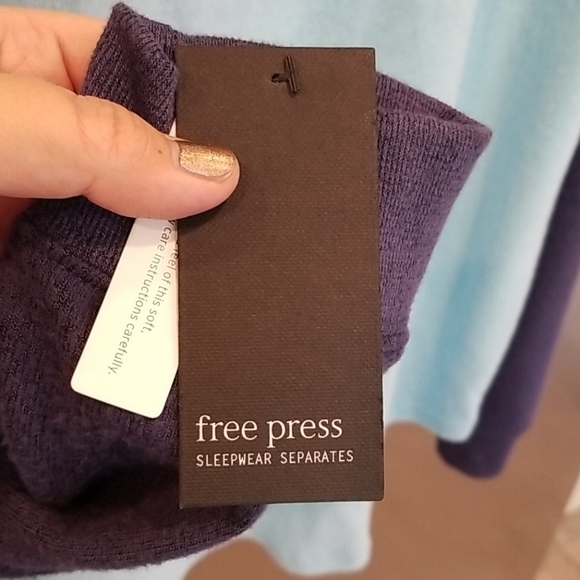 free press
SLEEPWEAR SEPARATES
feel of this soft,
care instructions carefully.